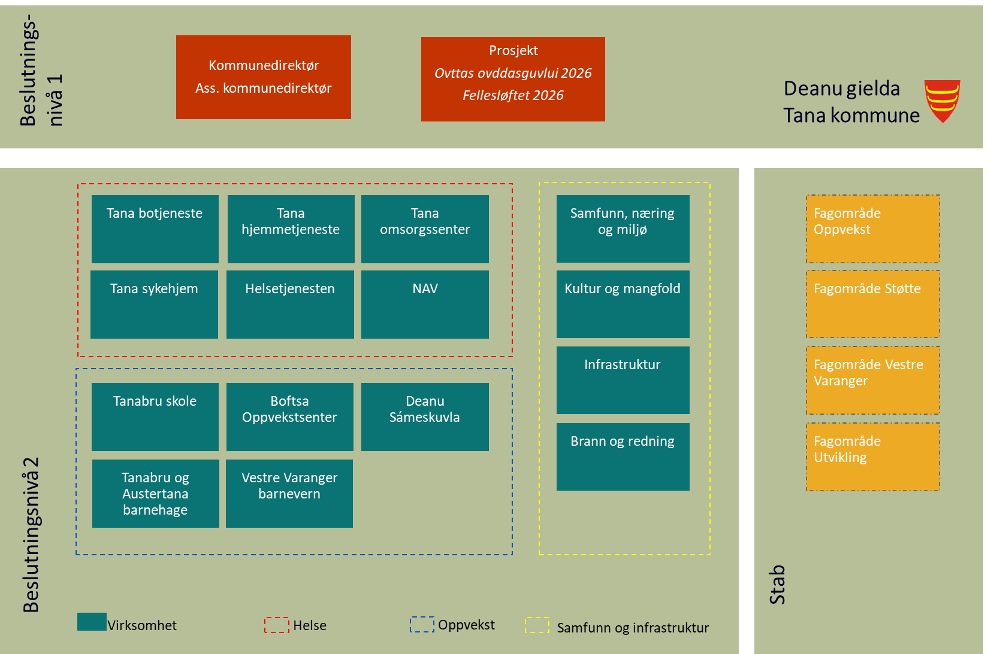 Beslutnings-
nivå 1
Kommunedirektør
Ass. kommunedirektør
Prosjekt
Ovttas ovddasguvlui 2026
Fellesløftet 2026
Deanu gielda
Tana kommune
Beslutningsnivå 2
Tana botjeneste
Tana
hjemmetjeneste
Tana
omsorgssenter
Tana sykehjem
Helsetjenesten
NAV
Tanabru skole
Boftsa
Oppvekstsenter
Deanu
Sámeskuvla
Tanabru og
Austertana
barnehage
Vestre Varanger
barnevern
Samfunn, næring
og miljø
Kultur og mangfold
Infrastruktur
Brann og redning
Stab
Fagområde
Oppvekst
Fagområde Støtte
Fagområde Vestre
Varanger
Fagområde
Utvikling
Virksomhet
Helse
Oppvekst
Samfunn og infrastruktur